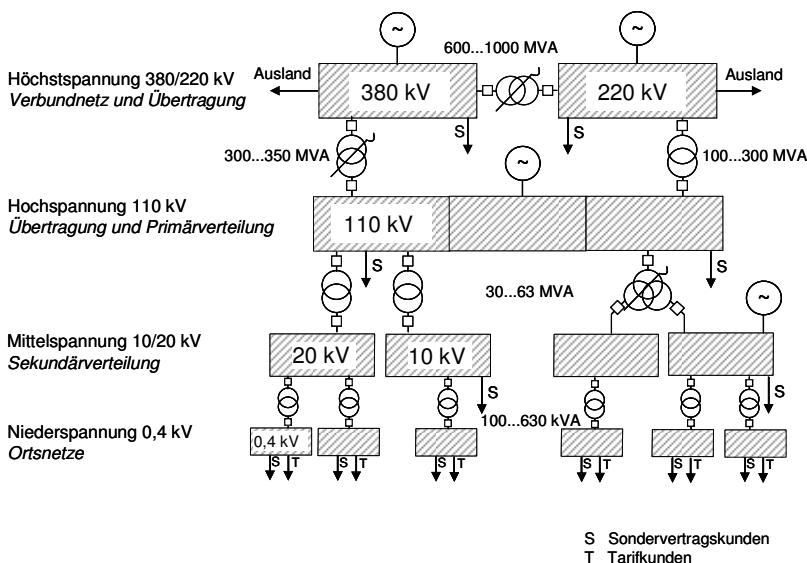 ~
~
600...1000 MVA
Höchstspannung 380/220 kV
Verbundnetz und Übertragung
Ausland
380 kV
220 kV
Ausland
S
S
300...350 MVA
100...300 MVA
~
Hochspannung 110 kV
Übertragung und Primärverteilung
110 kV
S
S
30...63 MVA
~
Mittelspannung 10/20 kV
Sekundärverteilung
20 kV
10 kV
S
S
100...630 kVA
Niederspannung 0,4 kV
Ortsnetze
0,4 kV
S T
S T
S T
S T
S T
S T
S Sondervertragskunden
T Tarifkunden